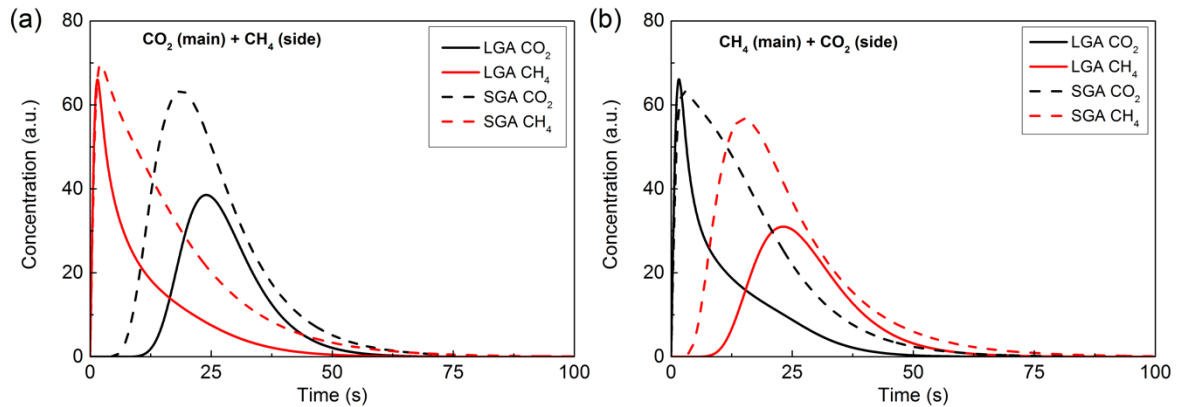 (a)
CO₂ (main) + CH₄ (side)
LGA CO₂
LGA CH₄
SGA CO₂
SGA CH₄
Concentration (a.u.)
80
60
40
20
0
0 25 50 75 100
Time (s)
(b)
CH₄ (main) + CO₂ (side)
LGA CO₂
LGA CH₄
SGA CO₂
SGA CH₄
Concentration (a.u.)
80
60
40
20
0
0 25 50 75 100
Time (s)